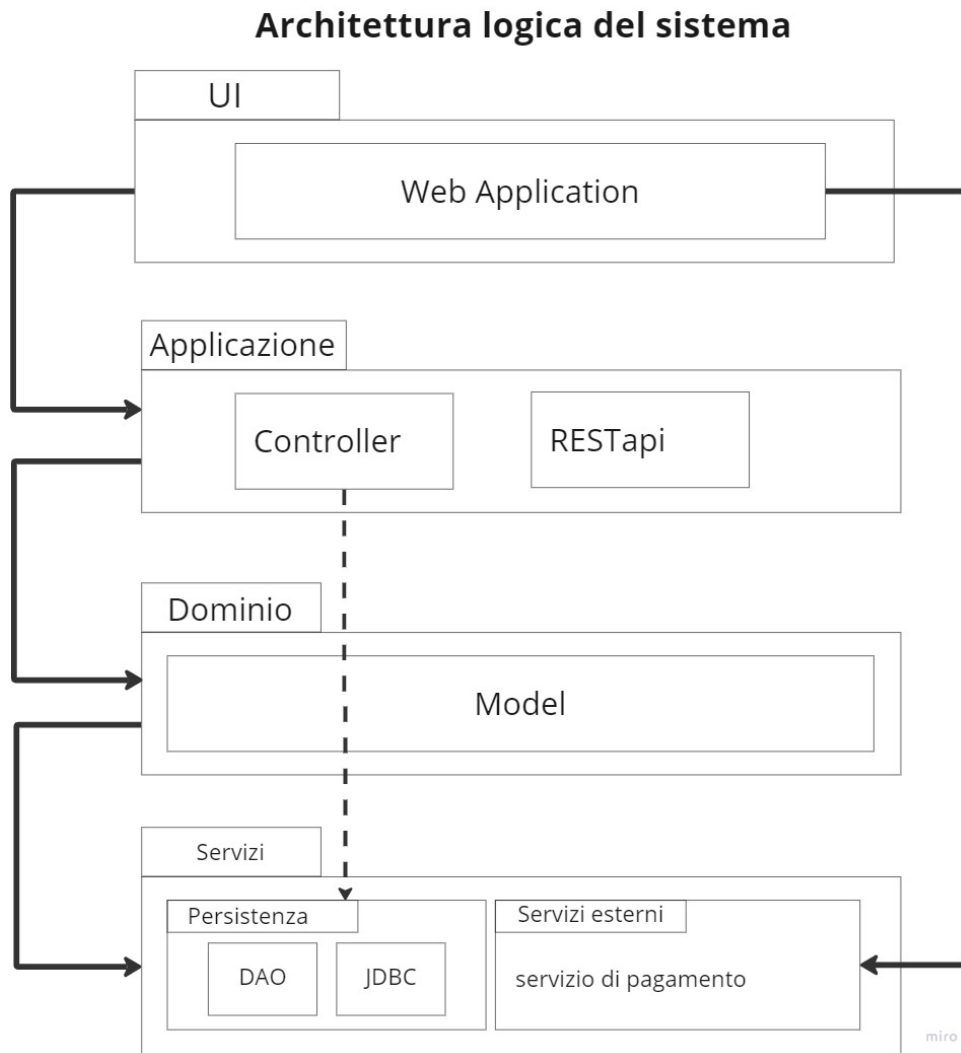 Architettura logica del sistema
UI
Web Application
Applicazione
Controller
RESTapi
Dominio
Model
Servizi
Persistenza
Servizi esterni
DAO
JDBC
servizio di pagamento
miro